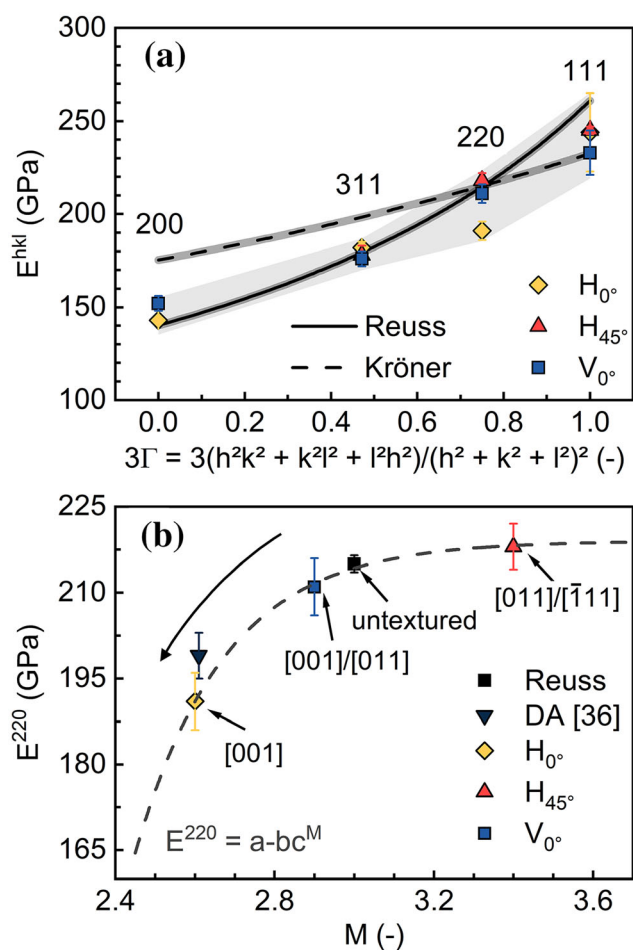 (a)
300
250
200
150
100
E^hkl (GPa)
200
311
220
111
Reuss
Kröner
H₀°
H₄₅°
V₀°
0.0 0.2 0.4 0.6 0.8 1.0
3Γ = 3(h²k² + k²l² + l²h²)/(h² + k² + l²)² (-)
(b)
225
210
195
180
165
E²²⁰ (GPa)
[011]/[1̄11]
untextured
[001]/[011]
[001]
Reuss
DA [36]
H₀°
H₄₅°
V₀°
E²²⁰ = a-bc^M
2.4 2.8 3.2 3.6
M (-)